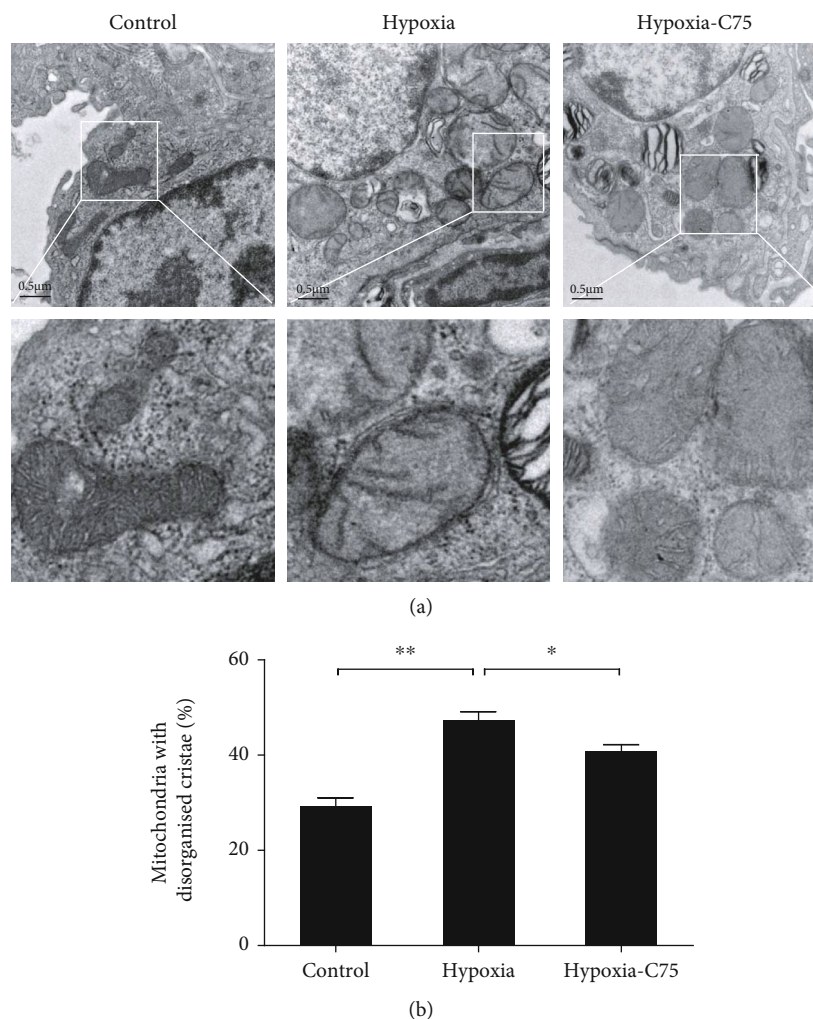 Control
Hypoxia
Hypoxia-C75
0.5μm
0.5μm
0.5μm
(a)
60
40
20
0
Mitochondria with
disorganised cristae (%)
**
*
Control
Hypoxia
Hypoxia-C75
(b)